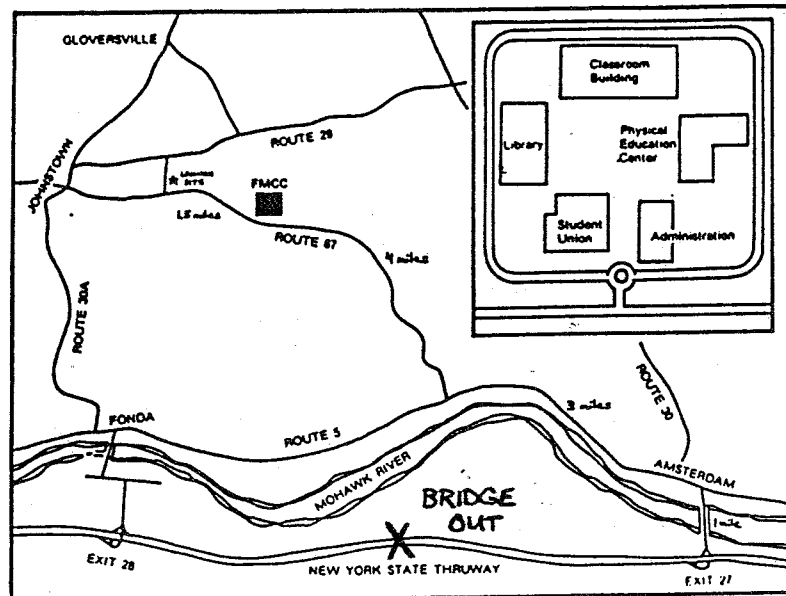 GLOVERSVILLE
JOHNSTOWN
ROUTE 29
FMCC
1.5 miles
ROUTE 67
4 miles
ROUTE 30A
FONDA
ROUTE 5
MOHAWK RIVER
3 miles
ROUTE 30
AMSTERDAM
1 mile
BRIDGE
OUT
X
EXIT 28
NEW YORK STATE THRUWAY
EXIT 27
Classroom
Building
Library
Physical
Education
Center
Student
Union
Administration